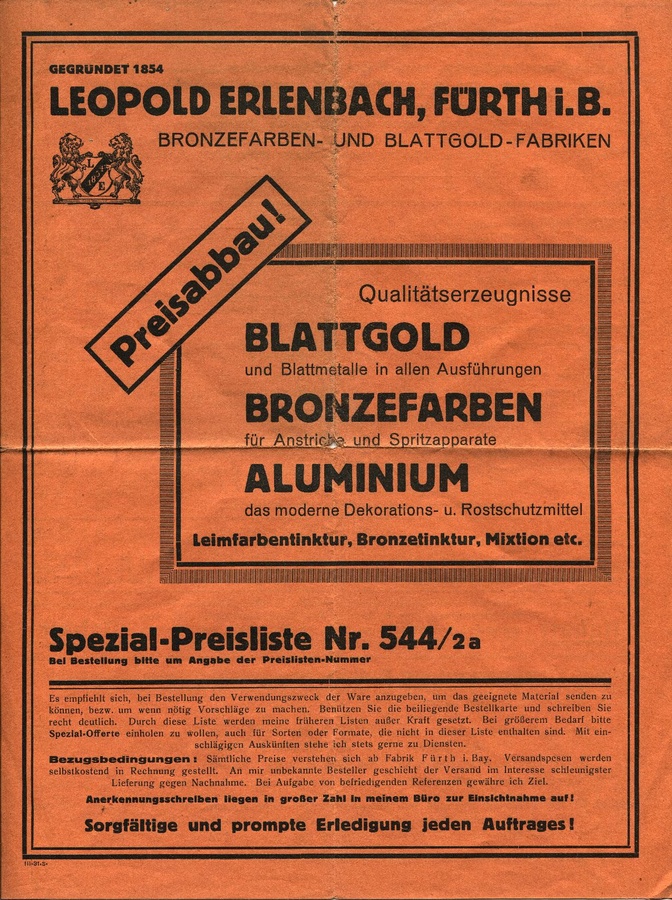 GEGRÜNDET 1854
LEOPOLD ERLENBACH, FÜRTH i.B.
BRONZEFARBEN- UND BLATTGOLD-FABRIKEN
L
1854
E
Preisabbau!
Qualitätserzeugnisse
BLATTGOLD
und Blattmetalle in allen Ausführungen
BRONZEFARBEN
für Anstriche und Spritzapparate
ALUMINIUM
das moderne Dekorations- u. Rostschutzmittel
Leimfarbentinktur, Bronzetinktur, Mixtion etc.
Spezial-Preisliste Nr. 544/2a
Bei Bestellung bitte um Angabe der Preislisten-Nummer
Es empfiehlt sich, bei Bestellung den Verwendungszweck der Ware anzugeben, um das geeignete Material senden zu
können, bezw. um wenn nötig Vorschläge zu machen. Benützen Sie die beiliegende Bestellkarte und schreiben Sie
recht deutlich. Durch diese Liste werden meine früheren Listen außer Kraft gesetzt. Bei größerem Bedarf bitte
Spezial-Offerte einholen zu wollen, auch für Sorten oder Formate, die nicht in dieser Liste enthalten sind. Mit ein-
schlägigen Auskünften stehe ich stets gerne zu Diensten.
Bezugsbedingungen: Sämtliche Preise verstehen sich ab Fabrik Fürth i. Bay. Versandspesen werden
selbstkostend in Rechnung gestellt. An mir unbekannte Besteller geschieht der Versand im Interesse schleunigster
Lieferung gegen Nachnahme. Bei Aufgabe von befriedigenden Referenzen gewähre ich Ziel.
Anerkennungsschreiben liegen in großer Zahl in meinem Büro zur Einsichtnahme auf!
Sorgfältige und prompte Erledigung jeden Auftrages!